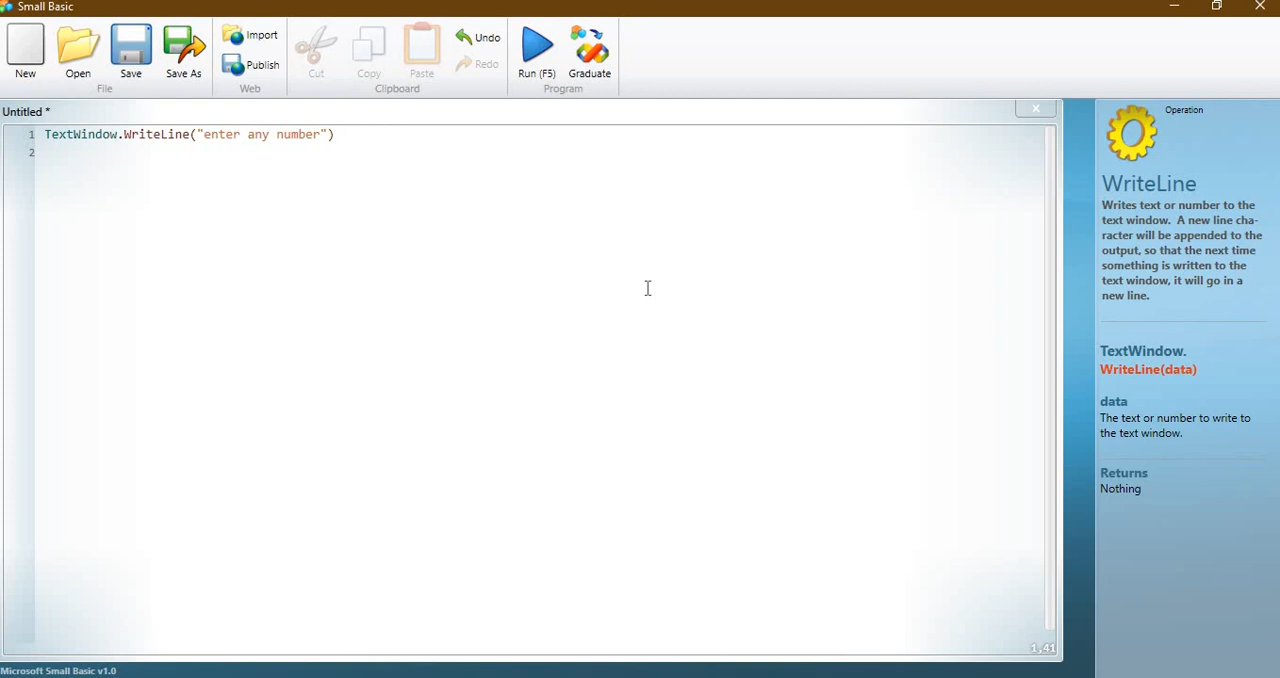 Small Basic
New
Open
Save
Save As
File
Import
Publish
Web
Cut
Copy
Paste
Undo
Redo
Clipboard
Run (F5)
Graduate
Program
Untitled *
1 TextWindow.WriteLine("enter any number")
2
1,41
Microsoft Small Basic v1.0
Operation
WriteLine
Writes text or number to the
text window. A new line cha-
racter will be appended to the
output, so that the next time
something is written to the
text window, it will go in a
new line.
TextWindow.
WriteLine(data)
data
The text or number to write to
the text window.
Returns
Nothing